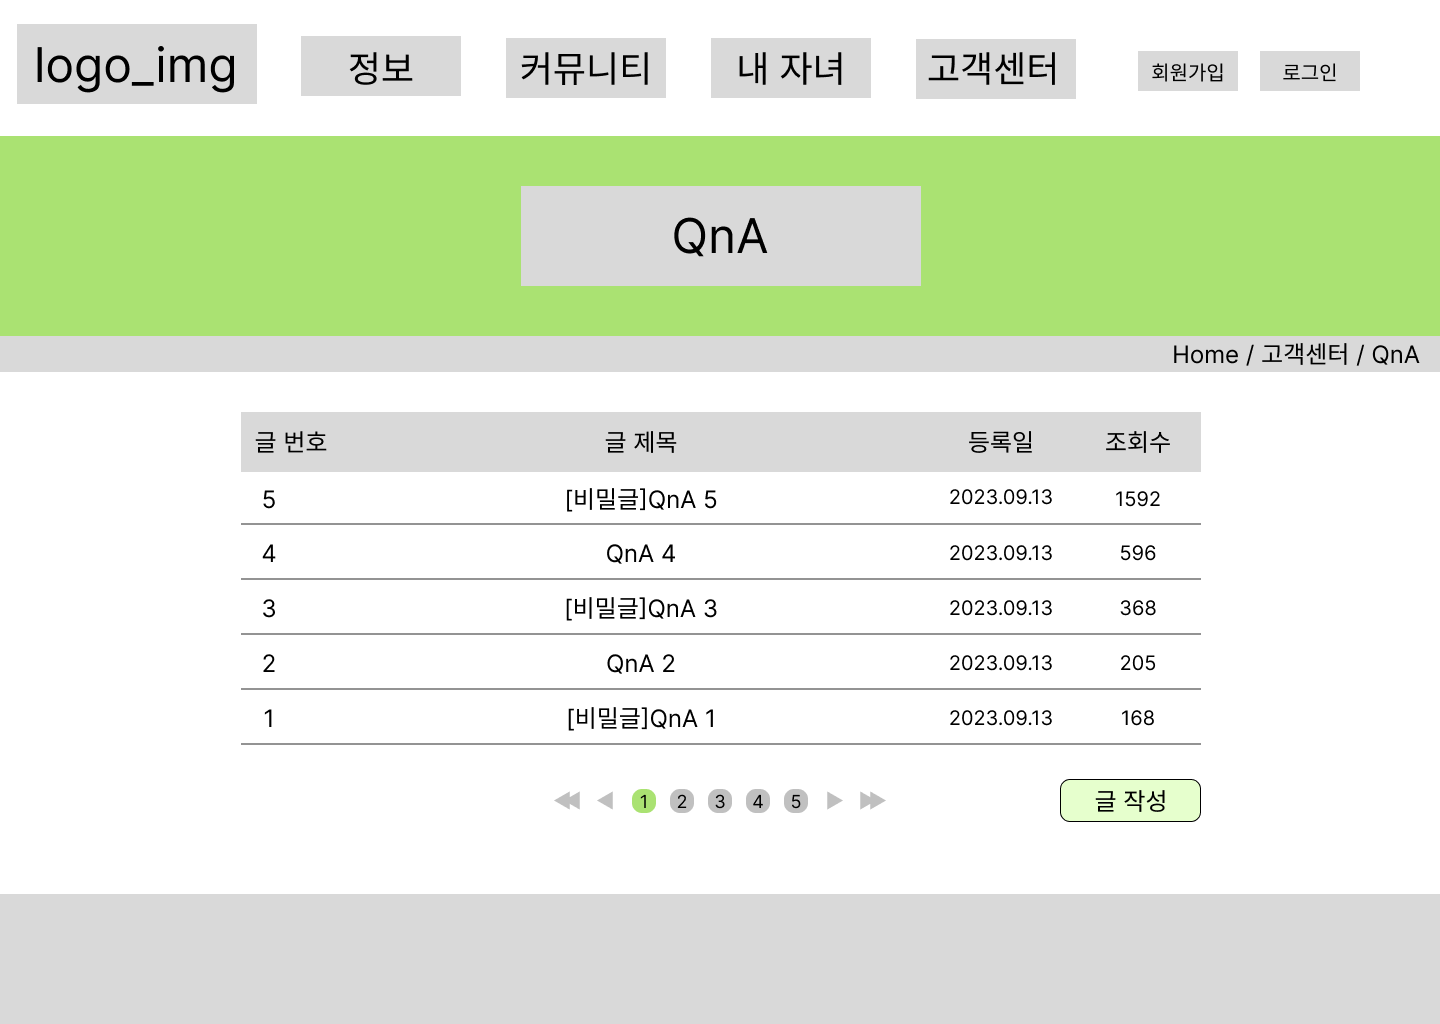 logo_img 정보 커뮤니티 내 자녀 고객센터 회원가입 로그인
QnA
Home / 고객센터 / QnA
글 번호 글 제목 등록일 조회수
5 [비밀글]QnA 5 2023.09.13 1592
4 QnA 4 2023.09.13 596
3 [비밀글]QnA 3 2023.09.13 368
2 QnA 2 2023.09.13 205
1 [비밀글]QnA 1 2023.09.13 168
1 2 3 4 5 글 작성